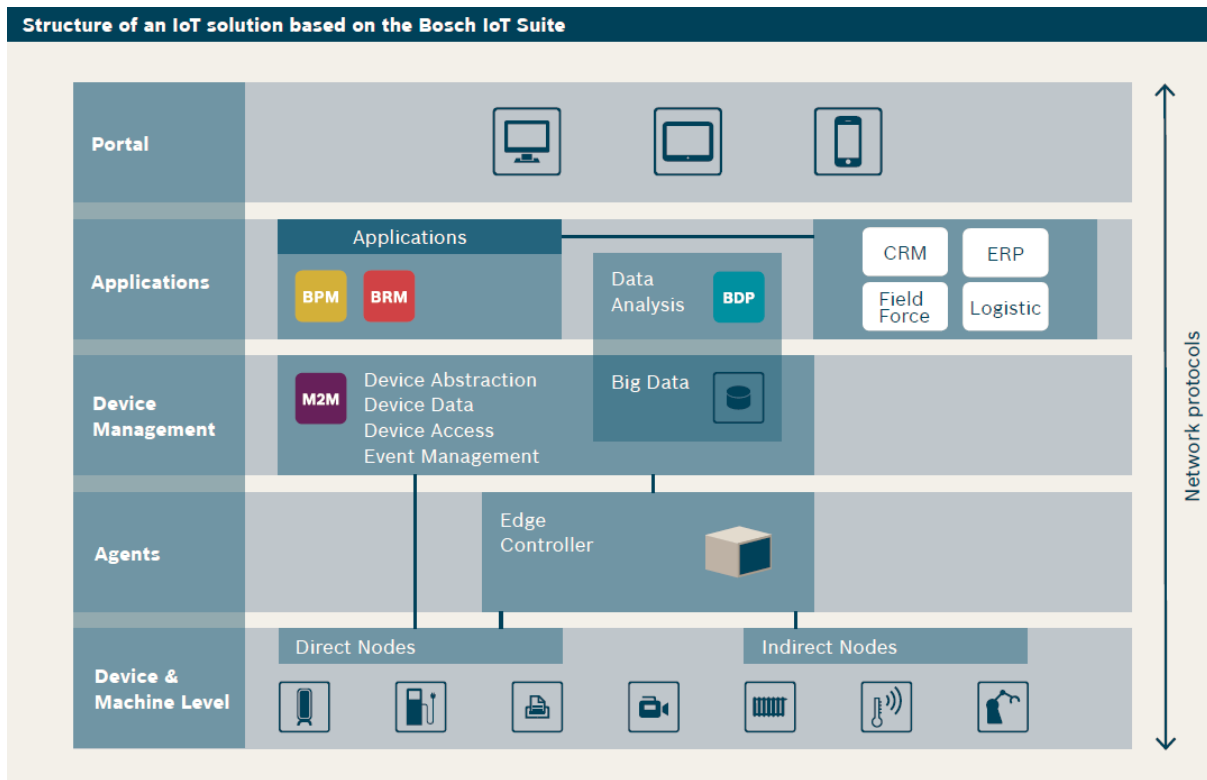 Structure of an IoT solution based on the Bosch IoT Suite
Portal
Applications
Applications
BPM
BRM
Data
Analysis
BDP
CRM
ERP
Field
Force
Logistic
Device
Management
M2M
Device Abstraction
Device Data
Device Access
Event Management
Big Data
Agents
Edge
Controller
Device &
Machine Level
Direct Nodes
Indirect Nodes
Network protocols